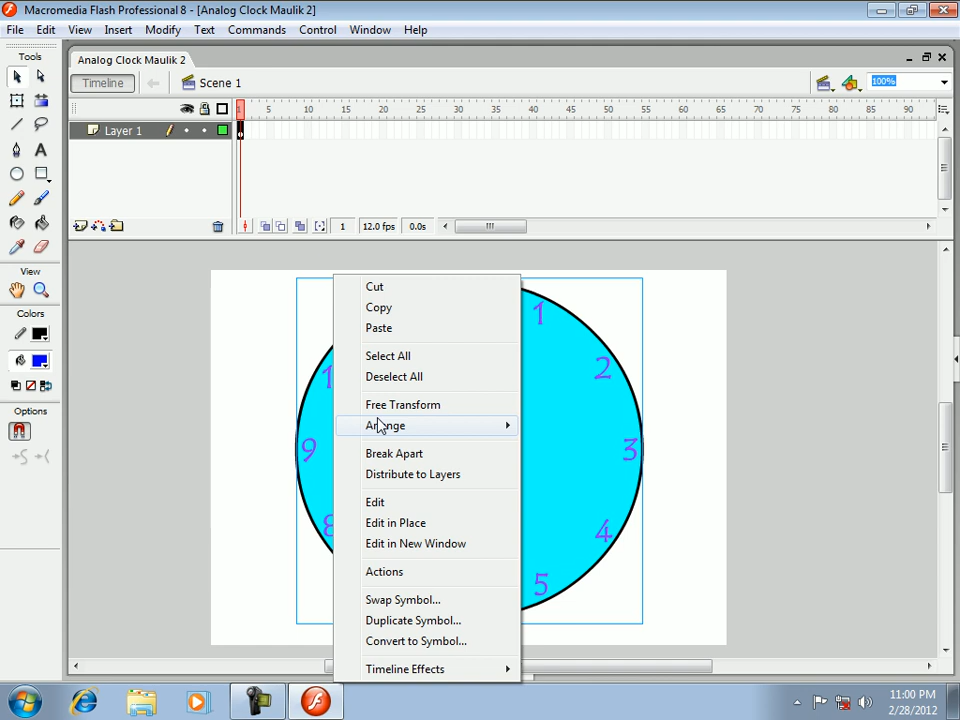 Macromedia Flash Professional 8 - [Analog Clock Maulik 2]
File Edit View Insert Modify Text Commands Control Window Help
Tools
Analog Clock Maulik 2
Timeline Scene 1 100%
1 5 10 15 20 25 30 35 40 45 50 55 60 65 70 75 80 85 90
Layer 1
1 12.0 fps 0.0s
View
Colors
Options
Cut
Copy
Paste
Select All
Deselect All
Free Transform
Arrange
Break Apart
Distribute to Layers
Edit
Edit in Place
Edit in New Window
Actions
Swap Symbol...
Duplicate Symbol...
Convert to Symbol...
Timeline Effects
1
2
1
9
3
8
4
5
11:00 PM
2/28/2012